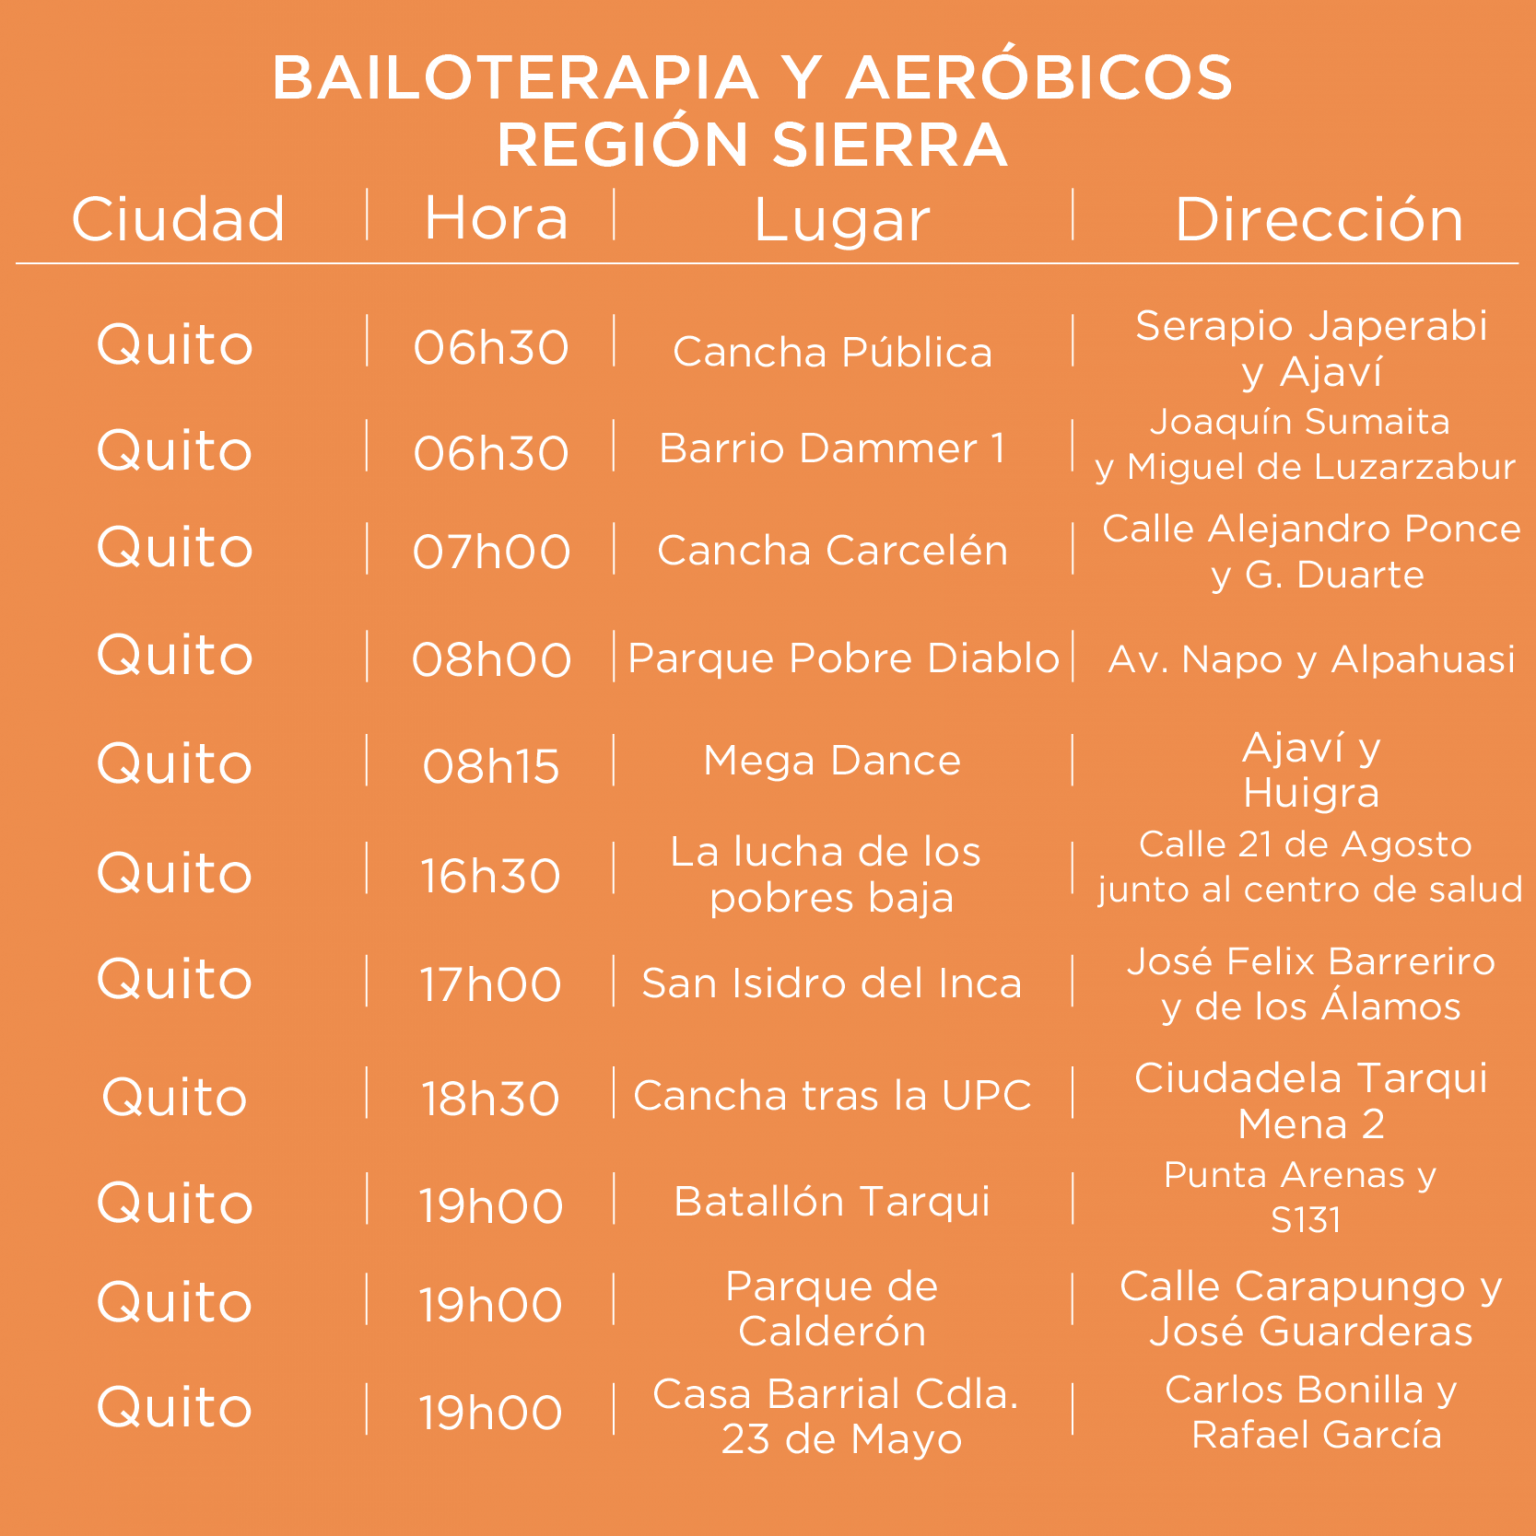 BAILOTERAPIA Y AERÓBICOS
REGIÓN SIERRA
Ciudad Hora Lugar Dirección
Quito 06h30 Cancha Pública Serapio Japerabi
y Ajaví
Quito 06h30 Barrio Dammer 1 Joaquín Sumaita
y Miguel de Luzarzabur
Quito 07h00 Cancha Carcelén Calle Alejandro Ponce
y G. Duarte
Quito 08h00 Parque Pobre Diablo Av. Napo y Alpahuasi
Quito 08h15 Mega Dance Ajaví y
Huigra
Quito 16h30 La lucha de los
pobres baja
Calle 21 de Agosto
junto al centro de salud
Quito 17h00 San Isidro del Inca José Felix Barreriro
y de los Álamos
Quito 18h30 Cancha tras la UPC Ciudadela Tarqui
Mena 2
Quito 19h00 Batallón Tarqui Punta Arenas y
S131
Quito 19h00 Parque de
Calderón
Calle Carapungo y
José Guarderas
Quito 19h00 Casa Barrial Cdla.
23 de Mayo
Carlos Bonilla y
Rafael García